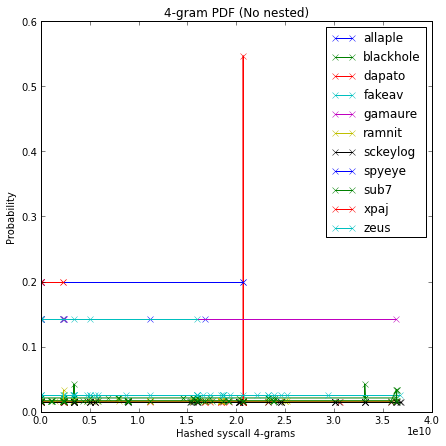 4-gram PDF (No nested)
0.6
0.5
0.4
0.3
0.2
0.1
0.0
Probability
allaple
blackhole
dapato
fakeav
gamaure
ramnit
sckeylog
spyeye
sub7
xpaj
zeus
0.0 0.5 1.0 1.5 2.0 2.5 3.0 3.5 4.0
1e10
Hashed syscall 4-grams